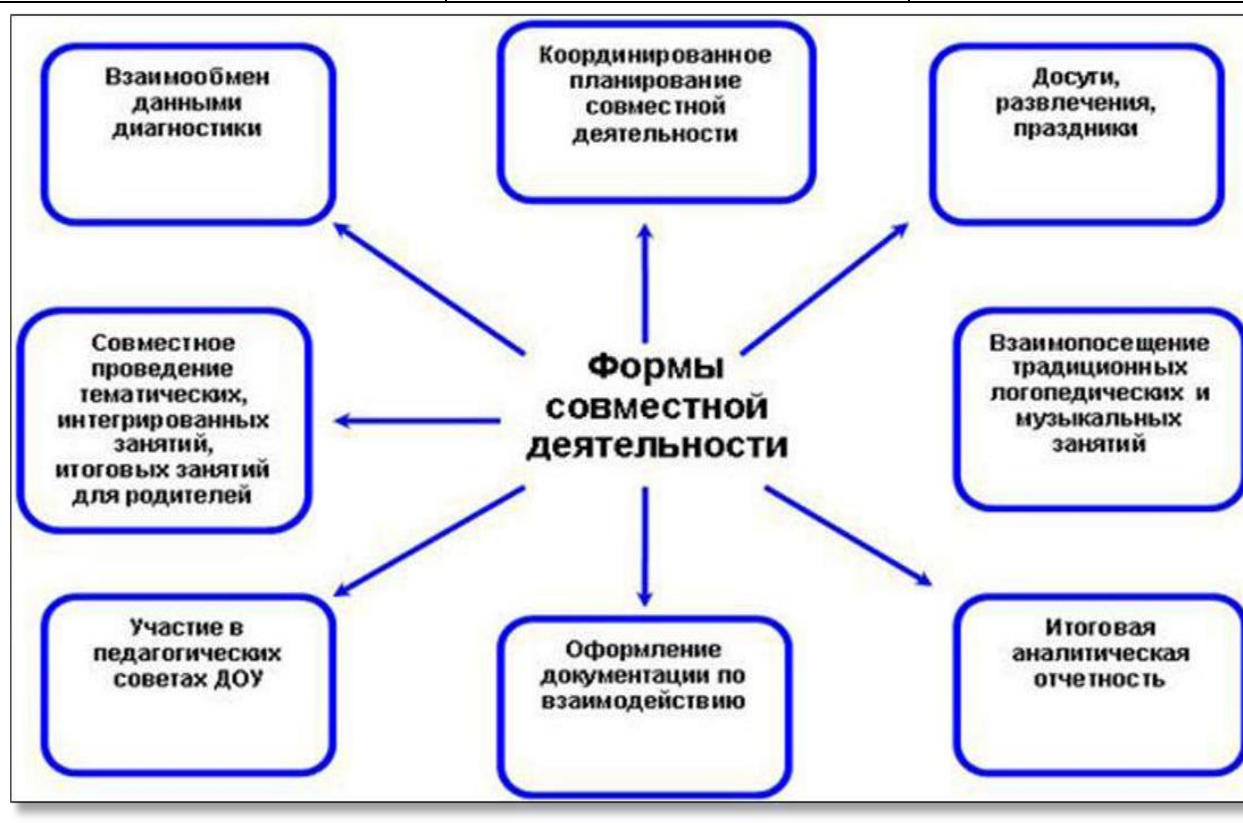 Взаимообмен
данными
диагностики
Координированное
планирование
совместной
деятельности
Досуги,
развлечения,
праздники
Совместное
проведение
тематических,
интегрированных
занятий,
итоговых занятий
для родителей
Формы
совместной
деятельности
Взаимопосещение
традиционных
логопедических и
музыкальных
занятий
Участие в
педагогических
советах ДОУ
Оформление
документации по
взаимодействию
Итоговая
аналитическая
отчетность